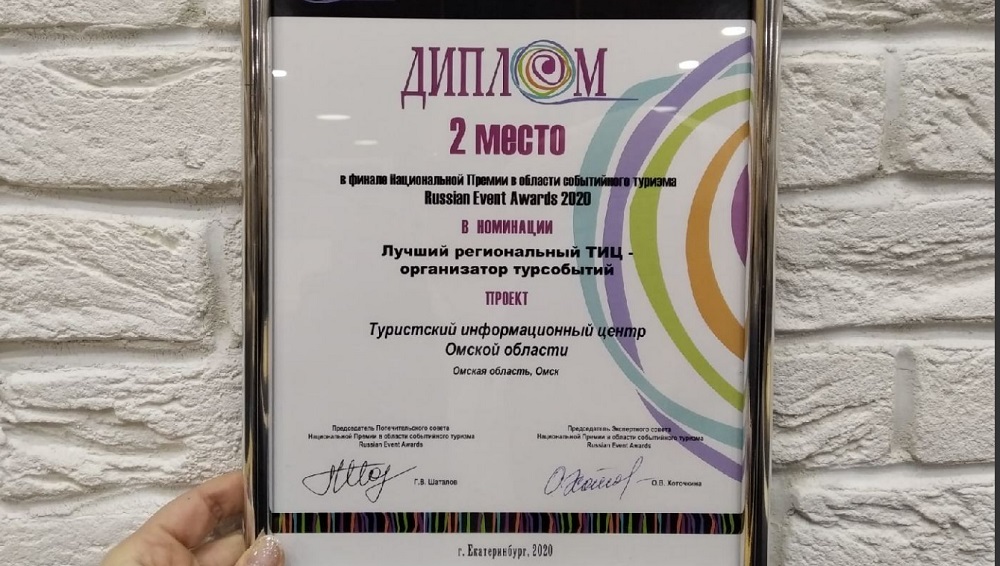 ДИПЛОМ
2 место
в финале Национальной Премии в области событийного туризма
Russian Event Awards 2020
В НОМИНАЦИИ
Лучший региональный ТИЦ -
организатор турсобытий
ПРОЕКТ
Туристский информационный центр
Омской области
Омская область, Омск
Председатель Попечительского совета
Национальной Премии в области событийного туризма
Russian Event Awards
Г.В. Шаталов
Председатель Экспертного совета
Национальной Премии в области событийного туризма
Russian Event Awards
О.В. Хоточкина
г. Екатеринбург, 2020